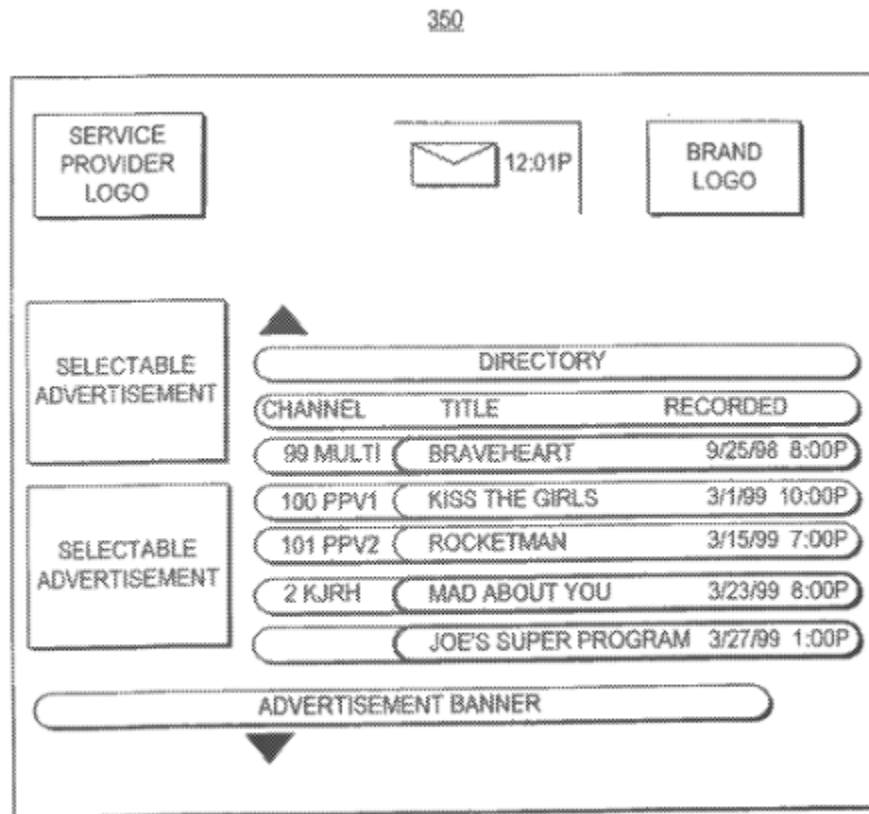 350
SERVICE
PROVIDER
LOGO
12:01P
BRAND
LOGO
SELECTABLE
ADVERTISEMENT
DIRECTORY
CHANNEL TITLE RECORDED
99 MULTI BRAVEHEART 9/25/98 8:00P
100 PPV1 KISS THE GIRLS 3/1/99 10:00P
101 PPV2 ROCKETMAN 3/15/99 7:00P
2 KJRH MAD ABOUT YOU 3/23/99 8:00P
JOE'S SUPER PROGRAM 3/27/99 1:00P
SELECTABLE
ADVERTISEMENT
ADVERTISEMENT BANNER